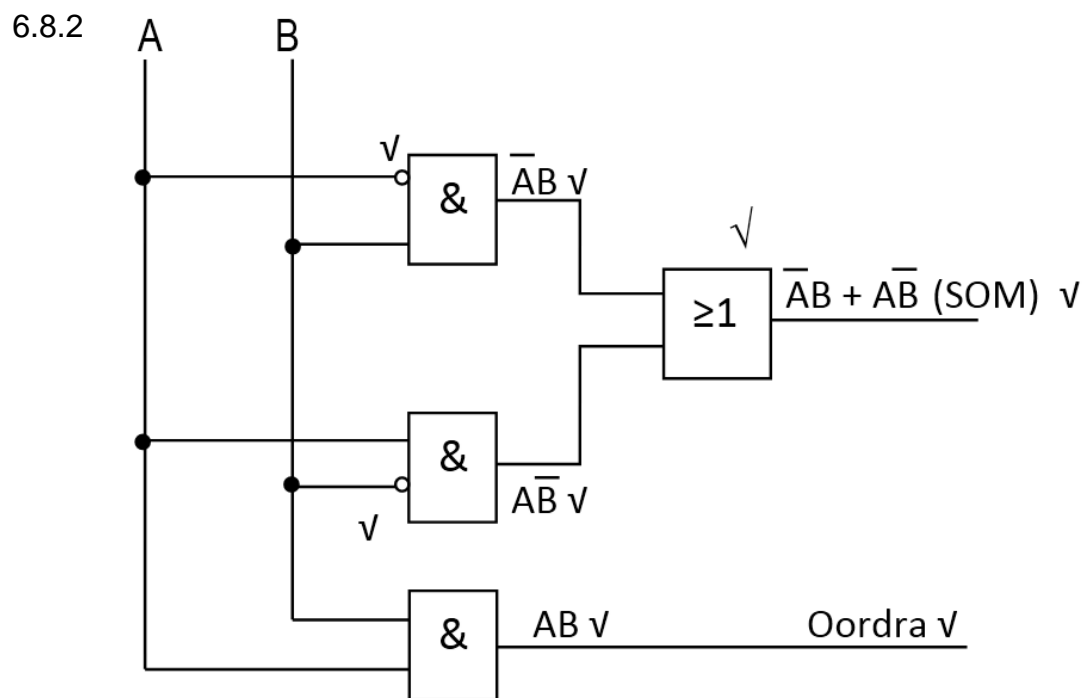 6.8.2
A B
√
& A̅B √
√
≥1 A̅B + AB̅ (SOM) √
&
AB̅ √
√
& AB √ Oordra √